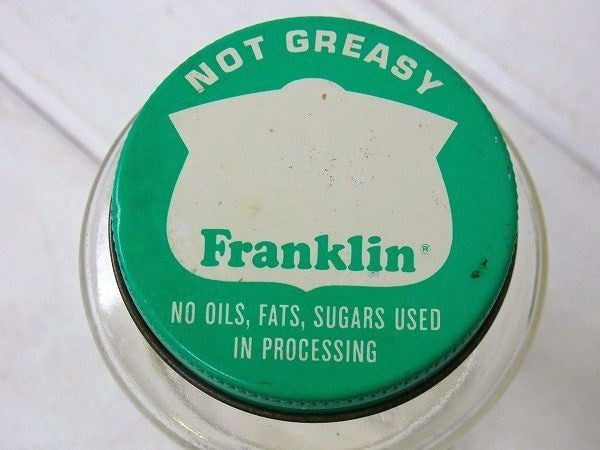 NOT GREASY
Franklin®
NO OILS, FATS, SUGARS USED
IN PROCESSING